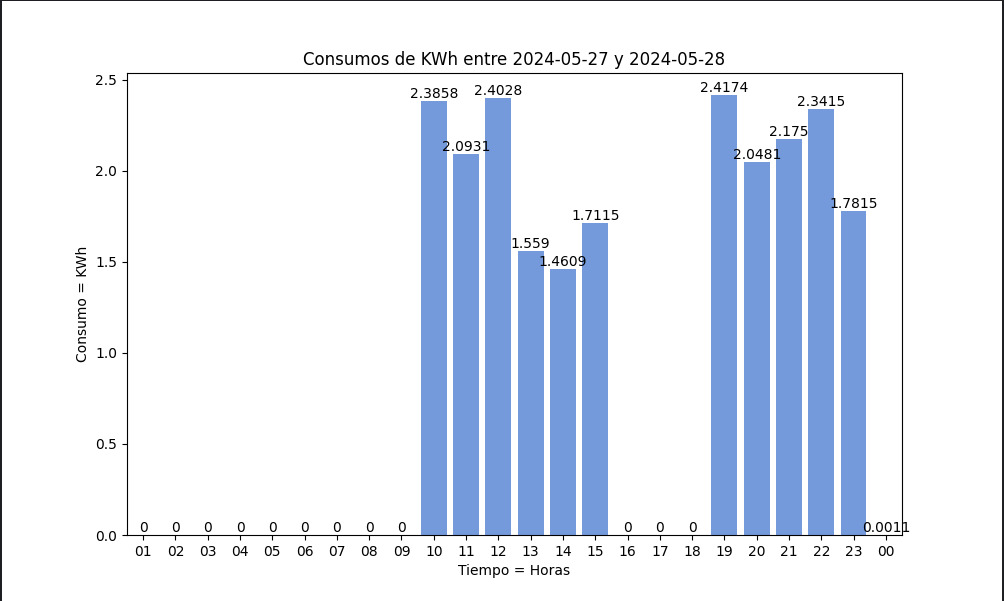 Consumos de KWh entre 2024-05-27 y 2024-05-28
Consumo = KWh
2.5
2.0
1.5
1.0
0.5
0.0
0 0 0 0 0 0 0 0 0 2.3858 2.0931 2.4028 1.559 1.4609 1.7115 0 0 0 2.4174 2.0481 2.175 2.3415 1.7815 0.0011
01 02 03 04 05 06 07 08 09 10 11 12 13 14 15 16 17 18 19 20 21 22 23 00
Tiempo = Horas